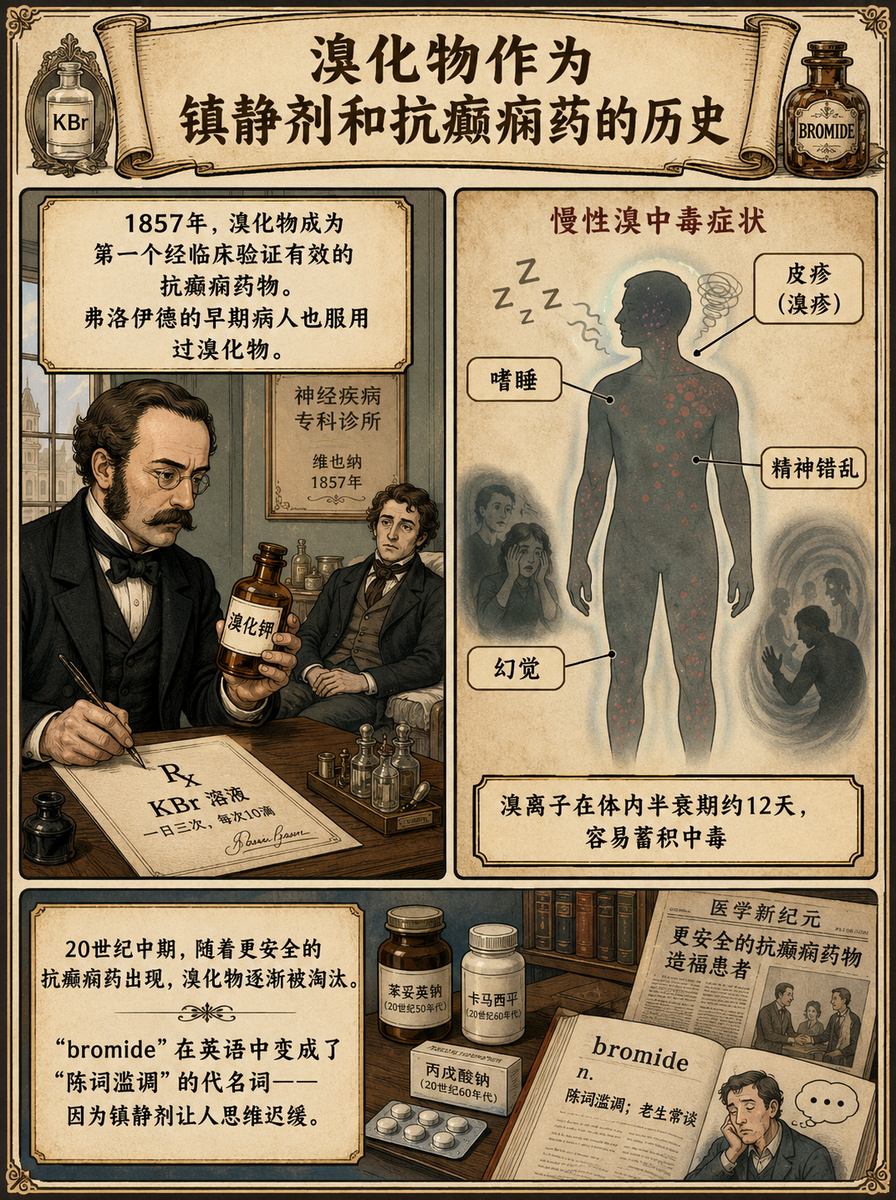 溴化物作为
镇静剂和抗癫痫药的历史
KBr
BROMIDE
1857年，溴化物成为
第一个经临床验证有效的
抗癫痫药物。
弗洛伊德的早期病人也服用
过溴化物。
神经疾病
专科诊所
维也纳
1857年
溴化钾
Rx
KBr 溶液
一日三次，每次10滴
慢性溴中毒症状
皮疹
（溴疹）
嗜睡
精神错乱
幻觉
溴离子在体内半衰期约12天，
容易蓄积中毒
20世纪中期，随着更安全的
抗癫痫药出现，溴化物逐渐被淘汰。
“bromide”在英语中变成了
“陈词滥调”的代名词——
因为镇静剂让人思维迟缓。
苯妥英钠
(20世纪50年代)
卡马西平
(20世纪60年代)
丙戊酸钠
(20世纪60年代)
医学新纪元
更安全的抗癫痫药物
造福患者
bromide
n.
陈词滥调；老生常谈